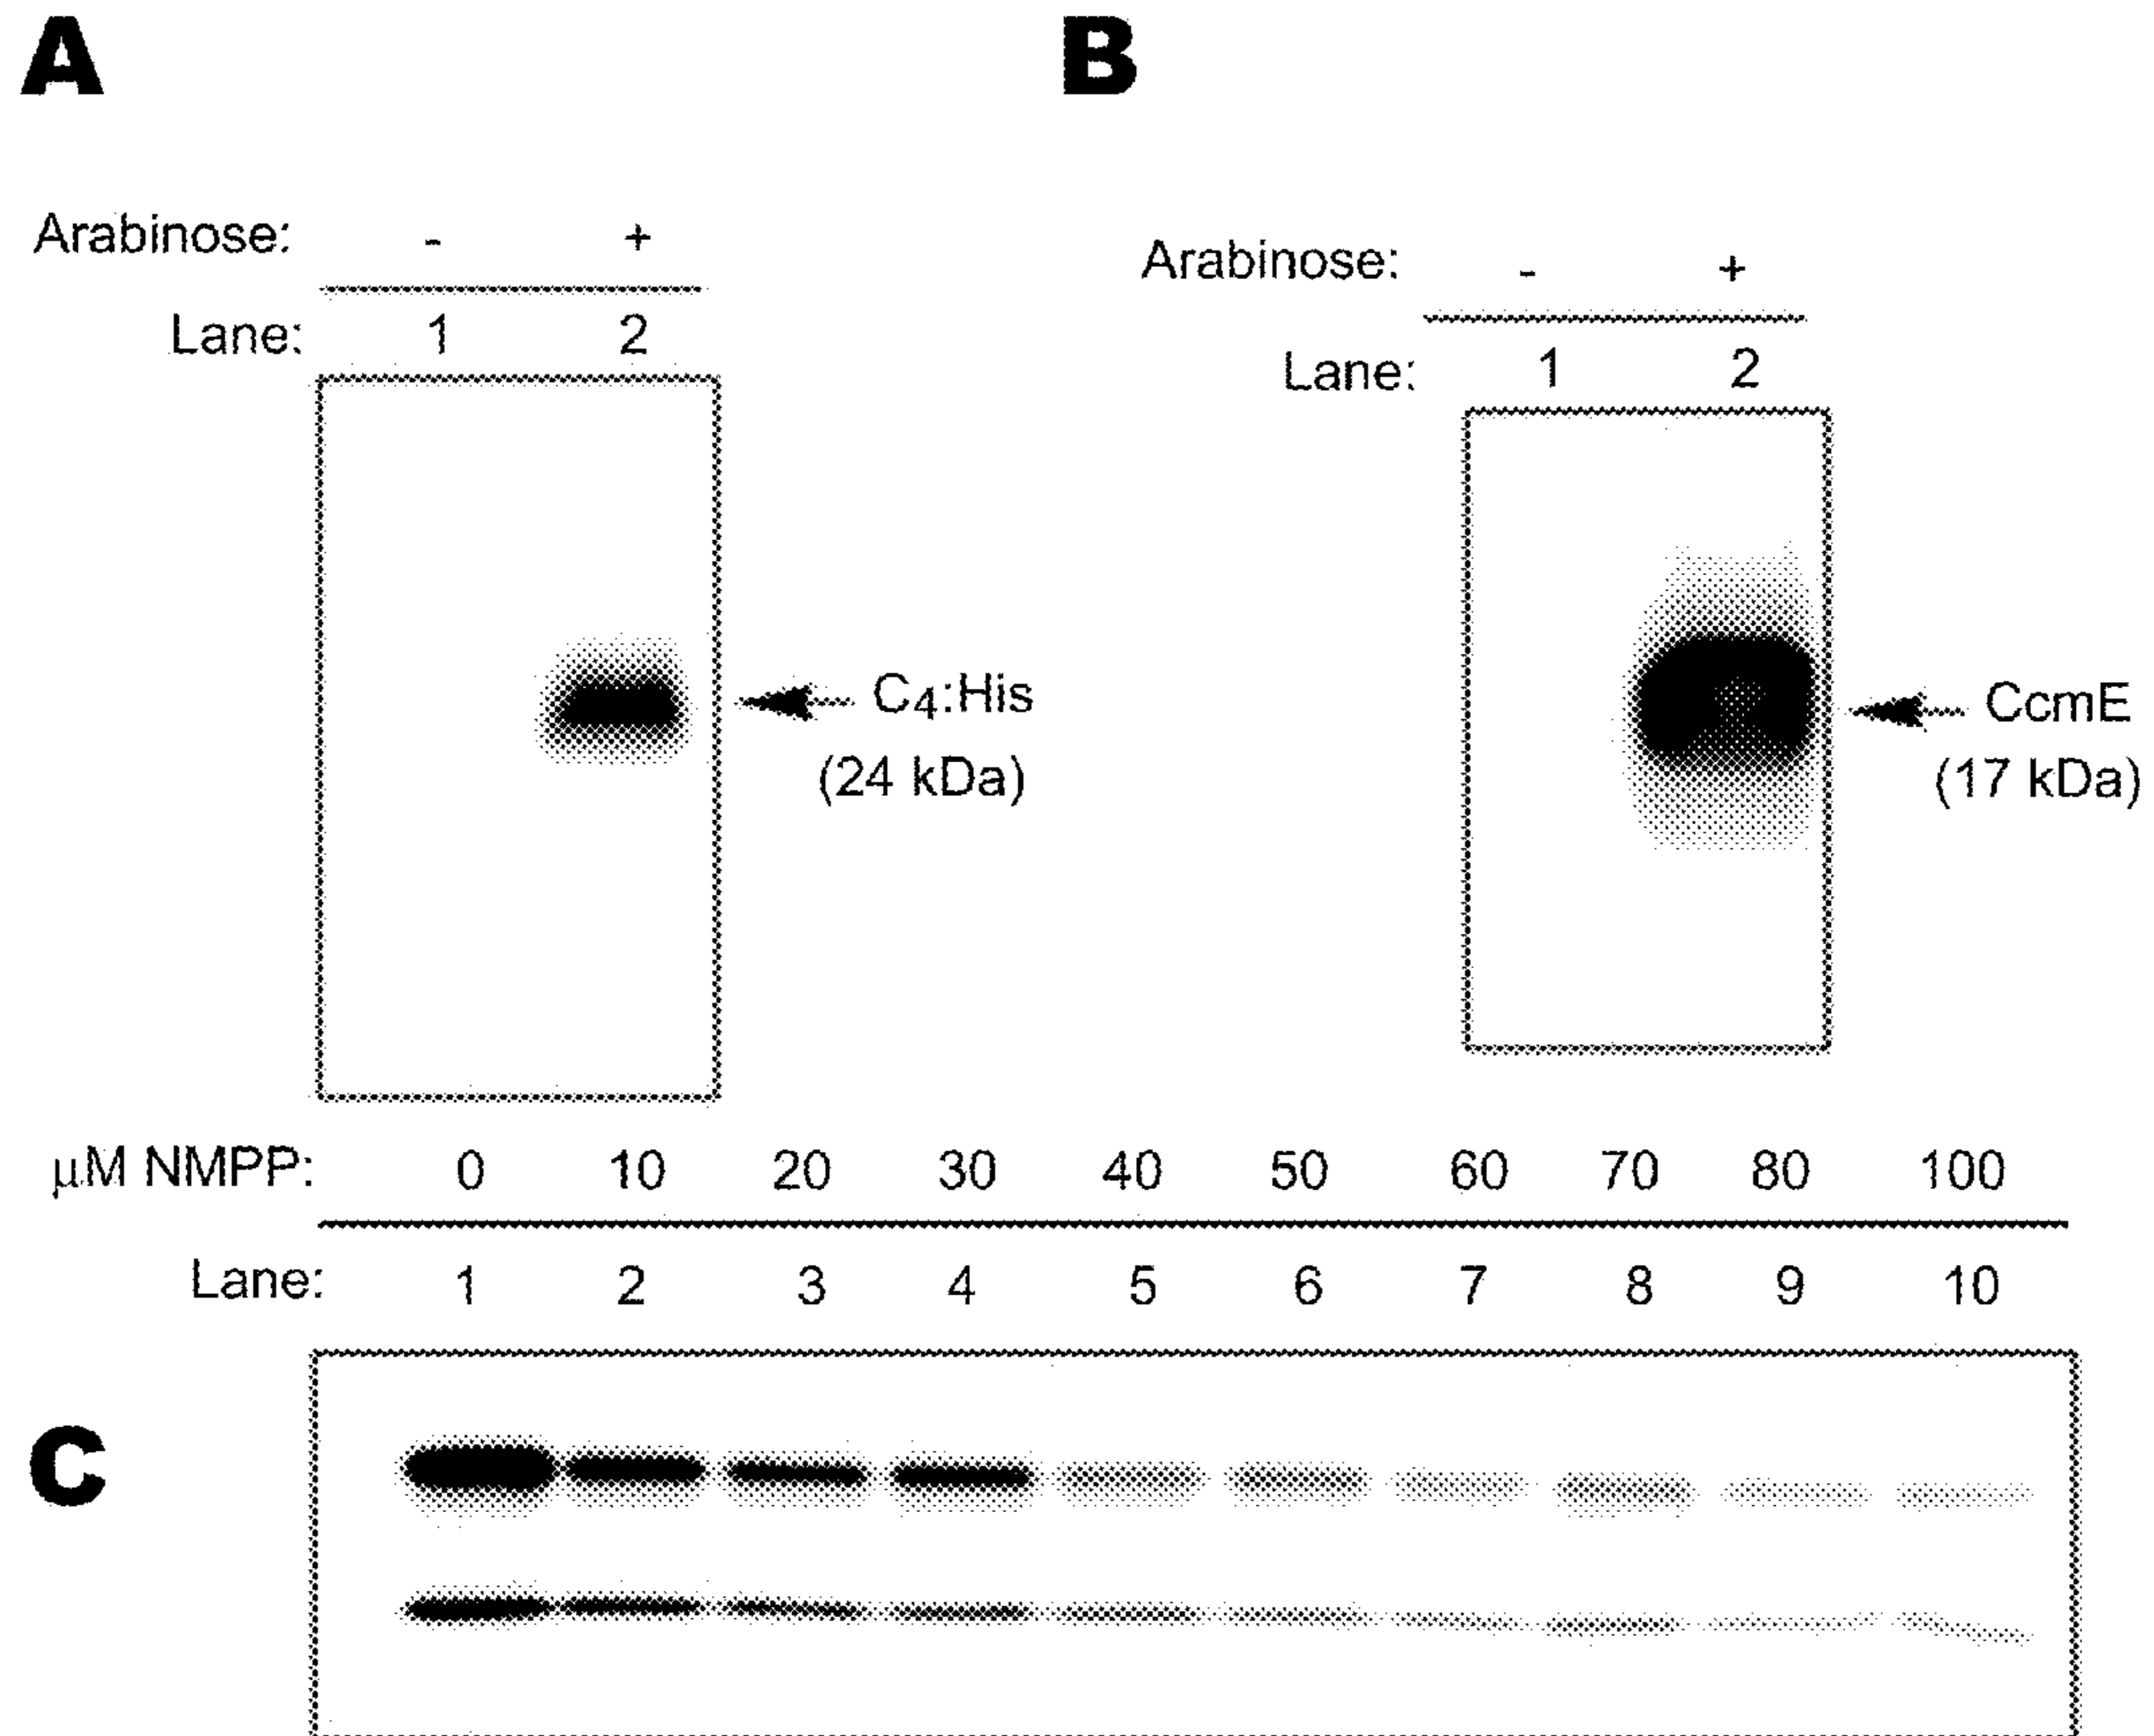 A
Arabinose: - +
Lane: 1 2
C4:His
(24 kDa)
B
Arabinose: - +
Lane: 1 2
CcmE
(17 kDa)
µM NMPP: 0 10 20 30 40 50 60 70 80 100
Lane: 1 2 3 4 5 6 7 8 9 10
C